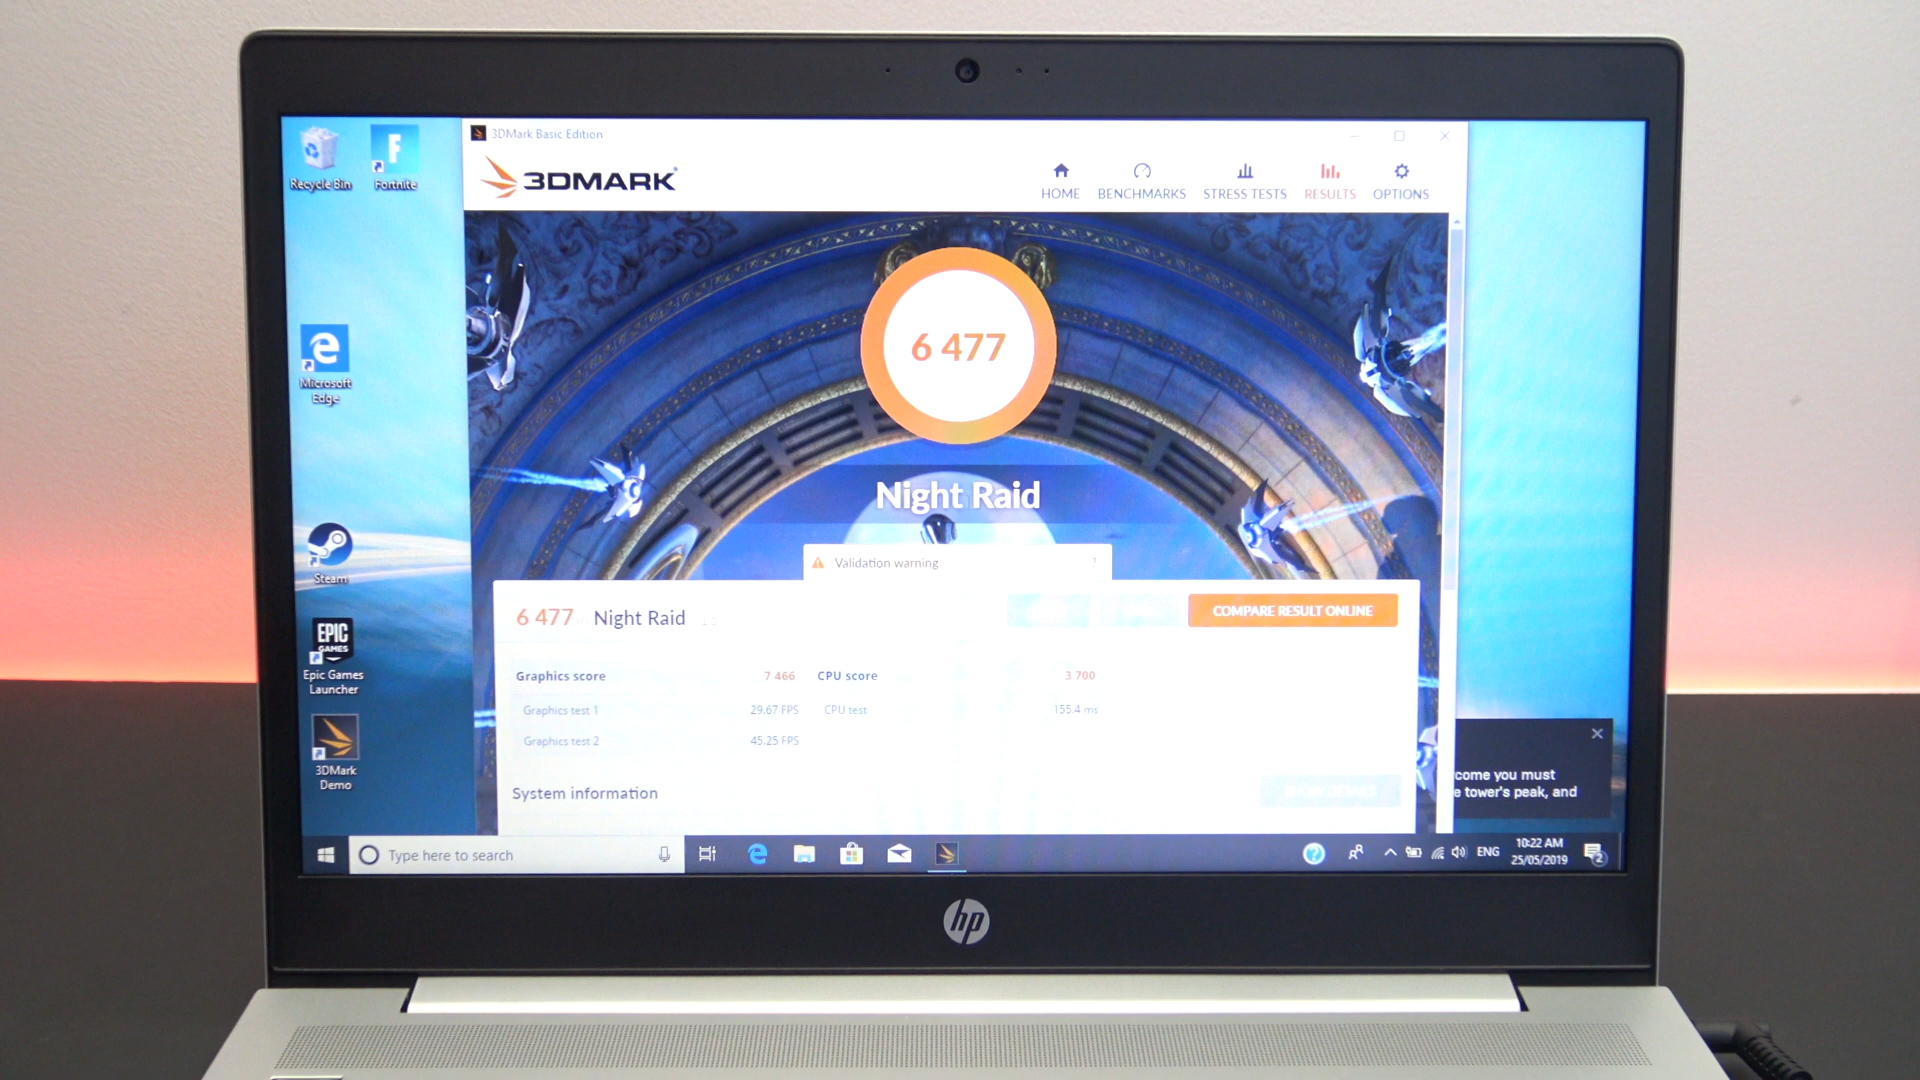 3DMark Basic Edition
3DMARK
HOME
BENCHMARKS
STRESS TESTS
RESULTS
OPTIONS
Recycle Bin
Fortnite
Microsoft
Edge
Steam
EPIC
GAMES
Epic Games
Launcher
3DMark
Demo
6 477
Night Raid
Validation warning
?
6 477 Night Raid
COMPARE RESULT ONLINE
Graphics score 7 466 CPU score 3 700
Graphics test 1 29.67 FPS CPU test 155.4 ms
Graphics test 2 45.25 FPS
System information
SHOW DETAILS
come you must
e tower's peak, and
Type here to search
ENG
10:22 AM
25/05/2019
2
hp